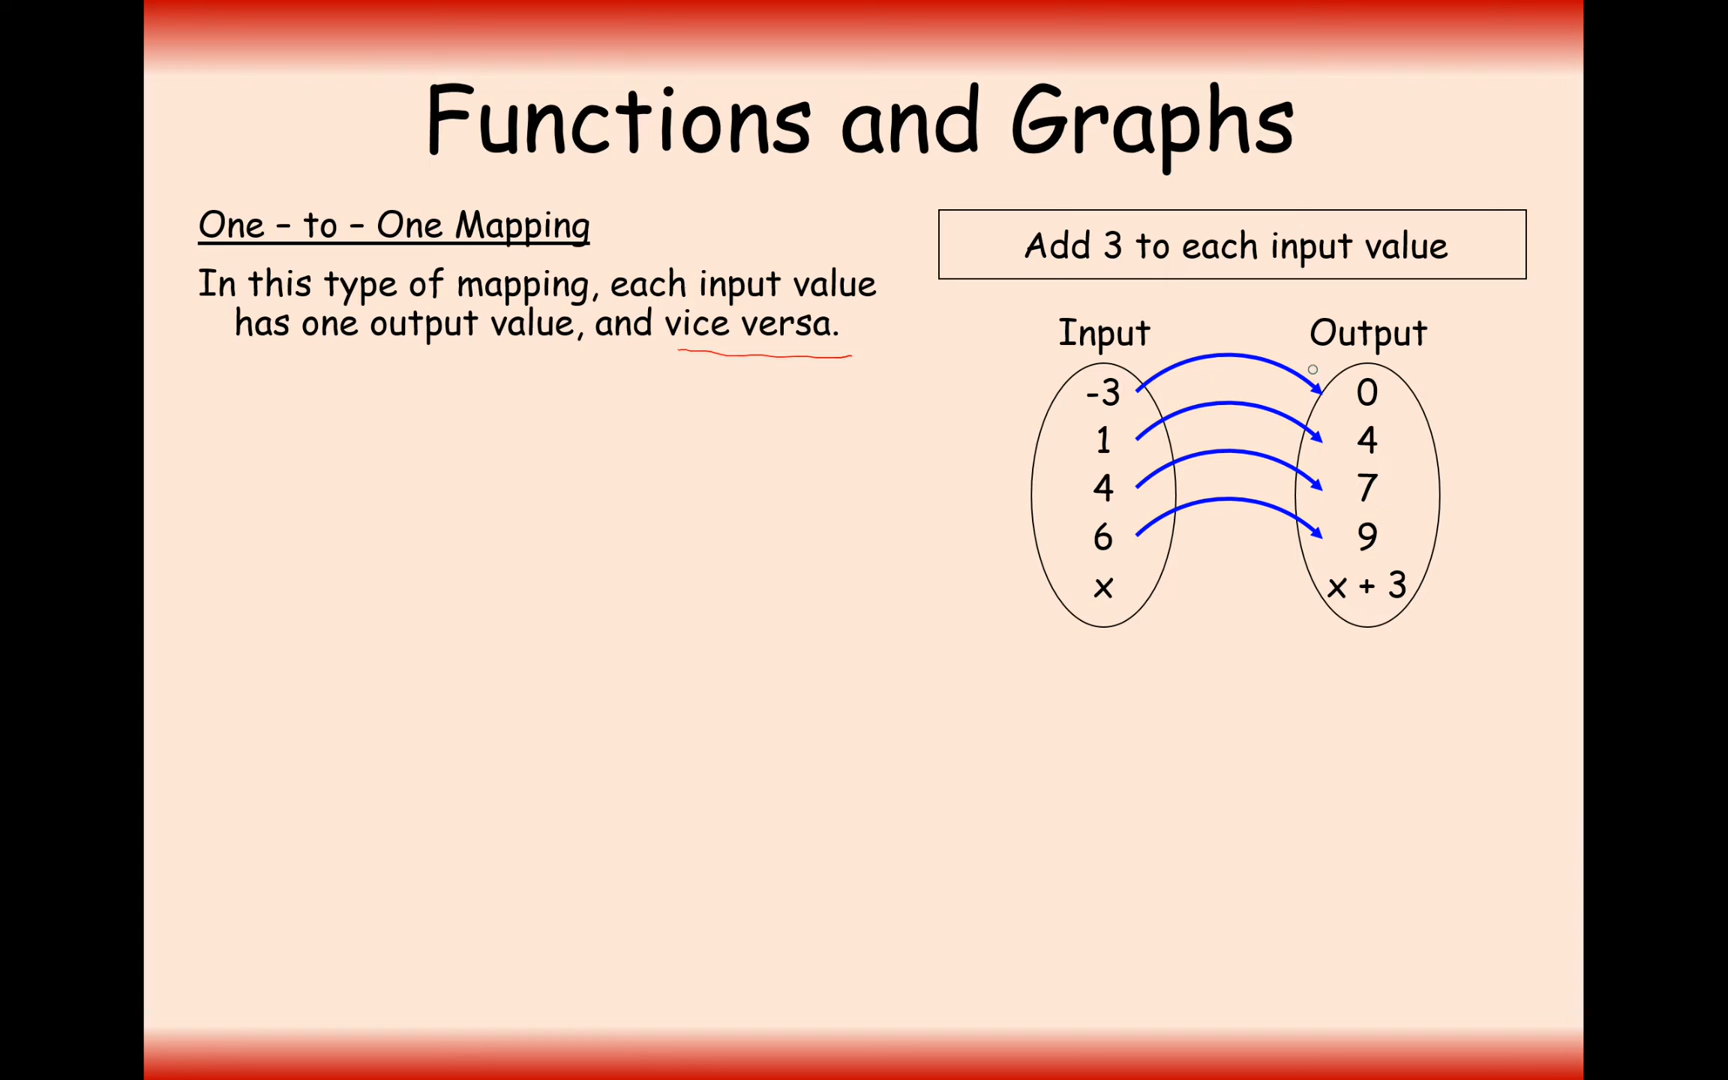 Functions and Graphs
One – to – One Mapping
In this type of mapping, each input value
has one output value, and vice versa.
Add 3 to each input value
Input Output
-3 0
1 4
4 7
6 9
x x + 3